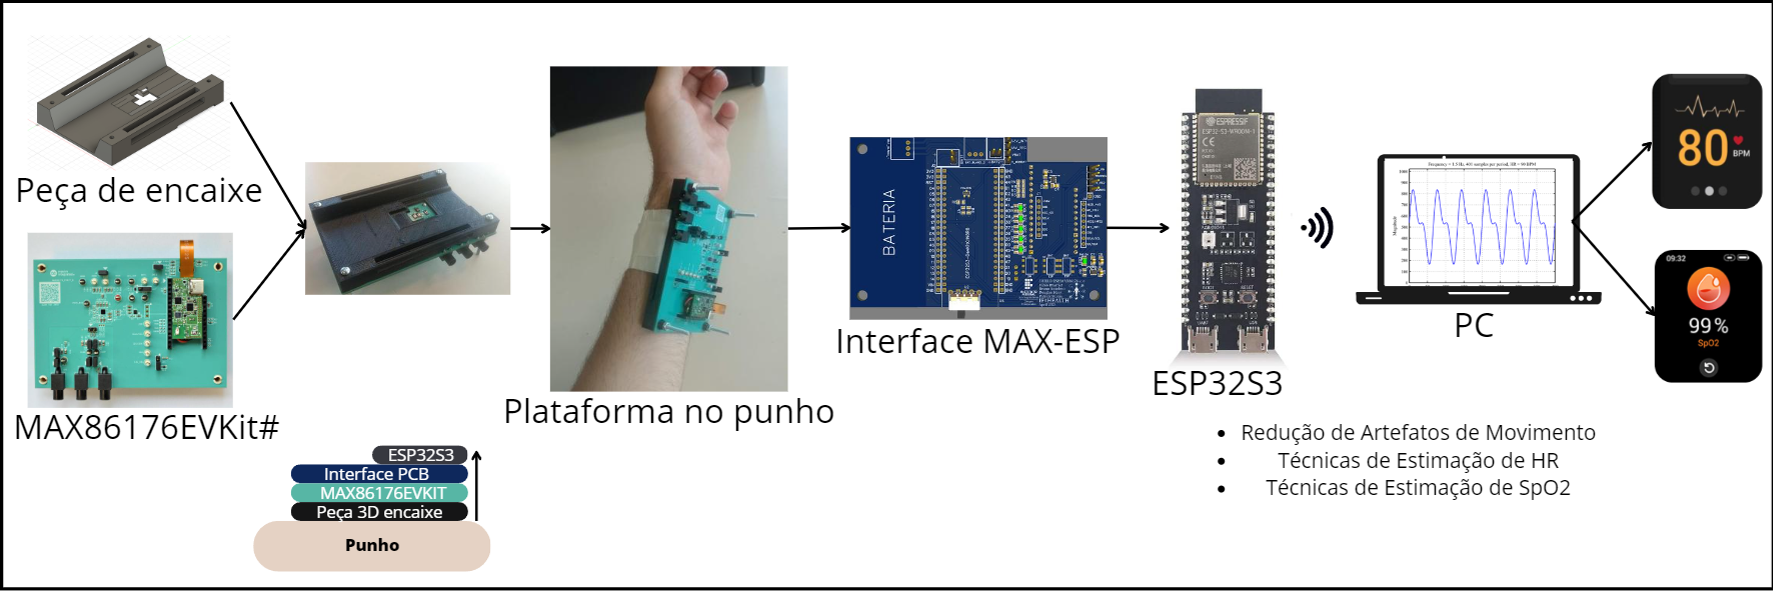 Peça de encaixe
MAX86176EVKit#
Plataforma no punho
BATERIA
Interface MAX-ESP
ESPRESSIF
ESP32S3
PC
80
BPM
09:32
99%
SpO2
Redução de Artefatos de Movimento
Técnicas de Estimação de HR
Técnicas de Estimação de SpO2
ESP32S3
Interface PCB
MAX86176EVKIT
Peça 3D encaixe
Punho